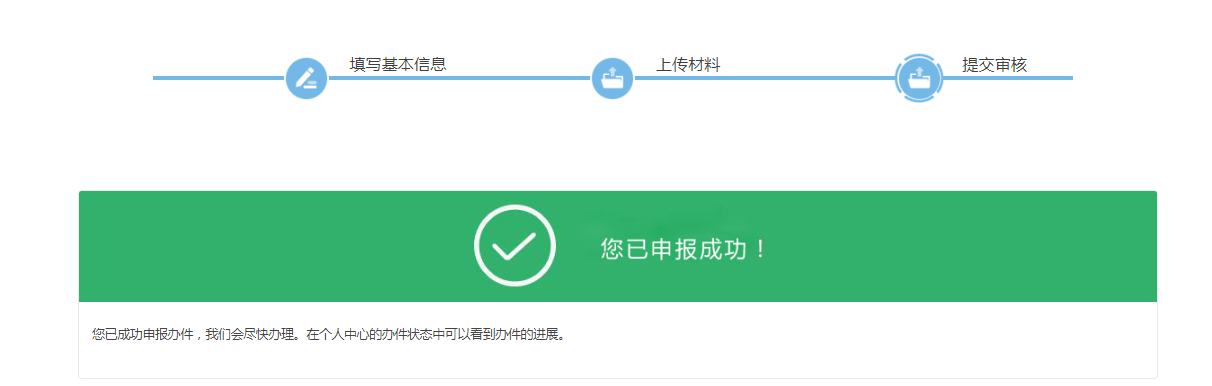 填写基本信息
上传材料
提交审核
您已申报成功！
您已成功申报办件，我们会尽快办理。在个人中心的办件状态中可以看到办件的进展。